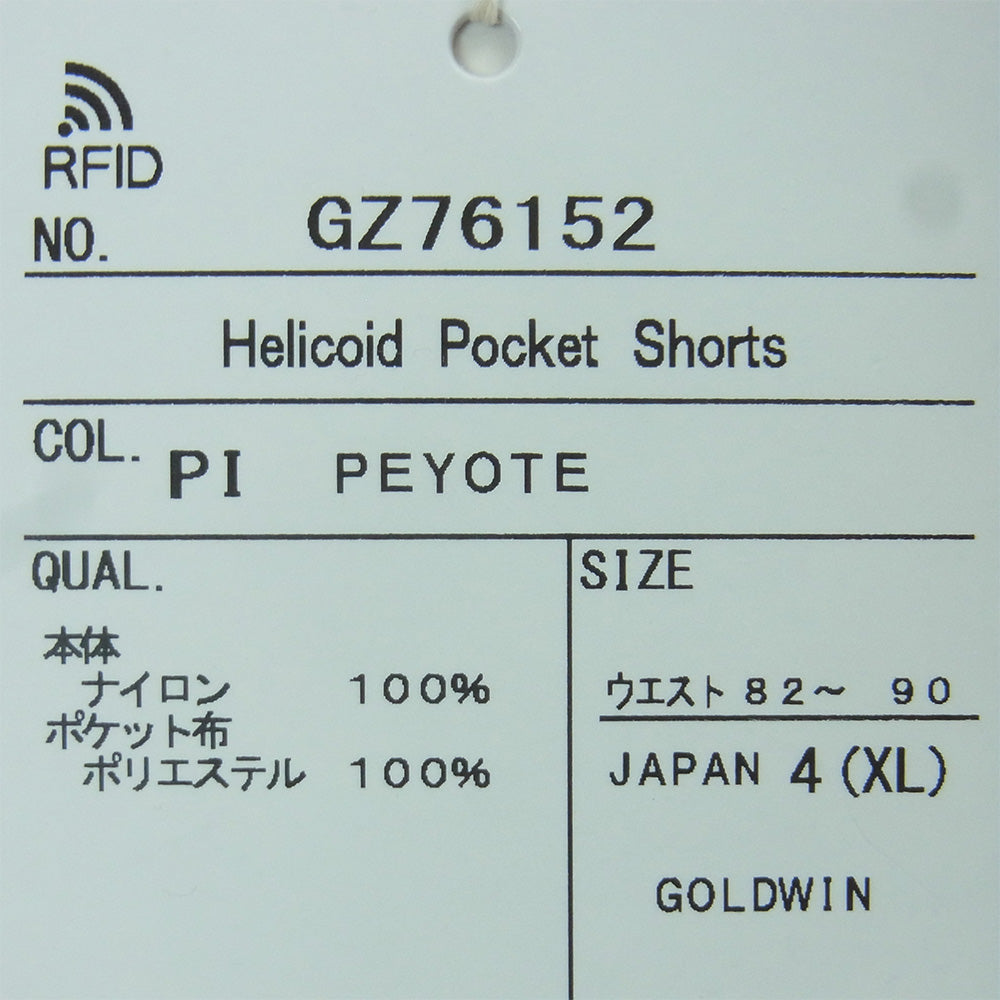 RFID
NO. GZ76152
Helicoid Pocket Shorts
COL. PI PEYOTE
QUAL.
本体
ナイロン 100%
ポケット布
ポリエステル 100%
SIZE
ウエスト 82～ 90
JAPAN 4 (XL)
GOLDWIN